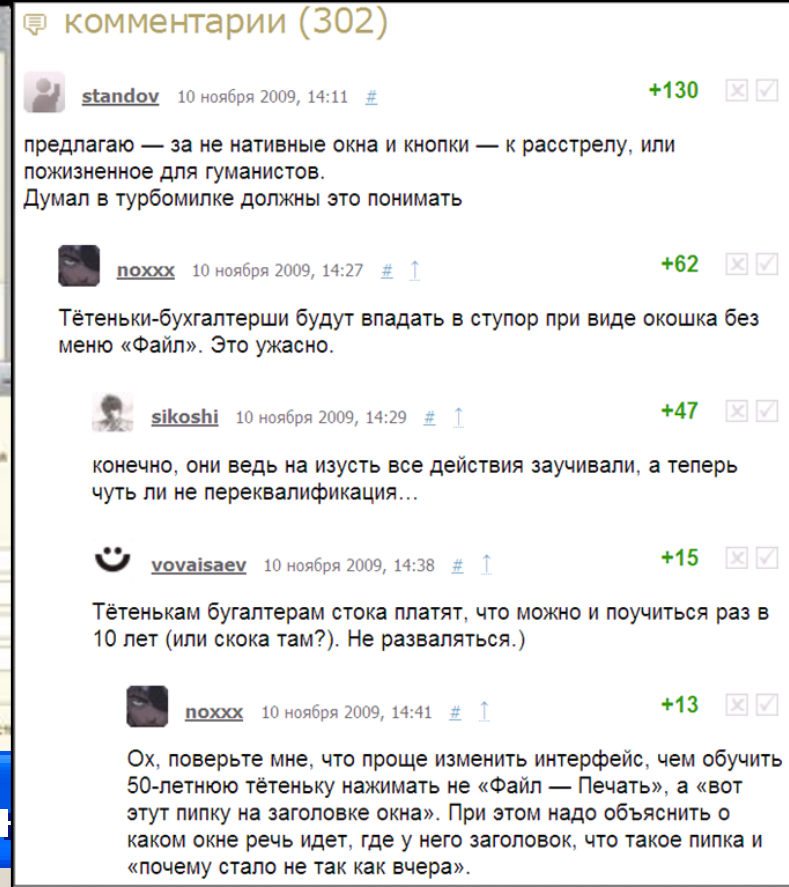 комментарии (302)
standov 10 ноября 2009, 14:11 # +130
предлагаю — за не нативные окна и кнопки — к расстрелу, или
пожизненное для гуманистов.
Думал в турбомилке должны это понимать
noxxx 10 ноября 2009, 14:27 # ↑ +62
Тётеньки-бухгалтерши будут впадать в ступор при виде окошка без
меню «Файл». Это ужасно.
sikoshi 10 ноября 2009, 14:29 # ↑ +47
конечно, они ведь на изусть все действия заучивали, а теперь
чуть ли не переквалификация...
vovaisaev 10 ноября 2009, 14:38 # ↑ +15
Тётенькам бугалтерам стока платят, что можно и поучиться раз в
10 лет (или скока там?). Не разваляться.)
noxxx 10 ноября 2009, 14:41 # ↑ +13
Ох, поверьте мне, что проще изменить интерфейс, чем обучить
50-летнюю тётеньку нажимать не «Файл — Печать», а «вот
этут пипку на заголовке окна». При этом надо объяснить о
каком окне речь идет, где у него заголовок, что такое пипка и
«почему стало не так как вчера».